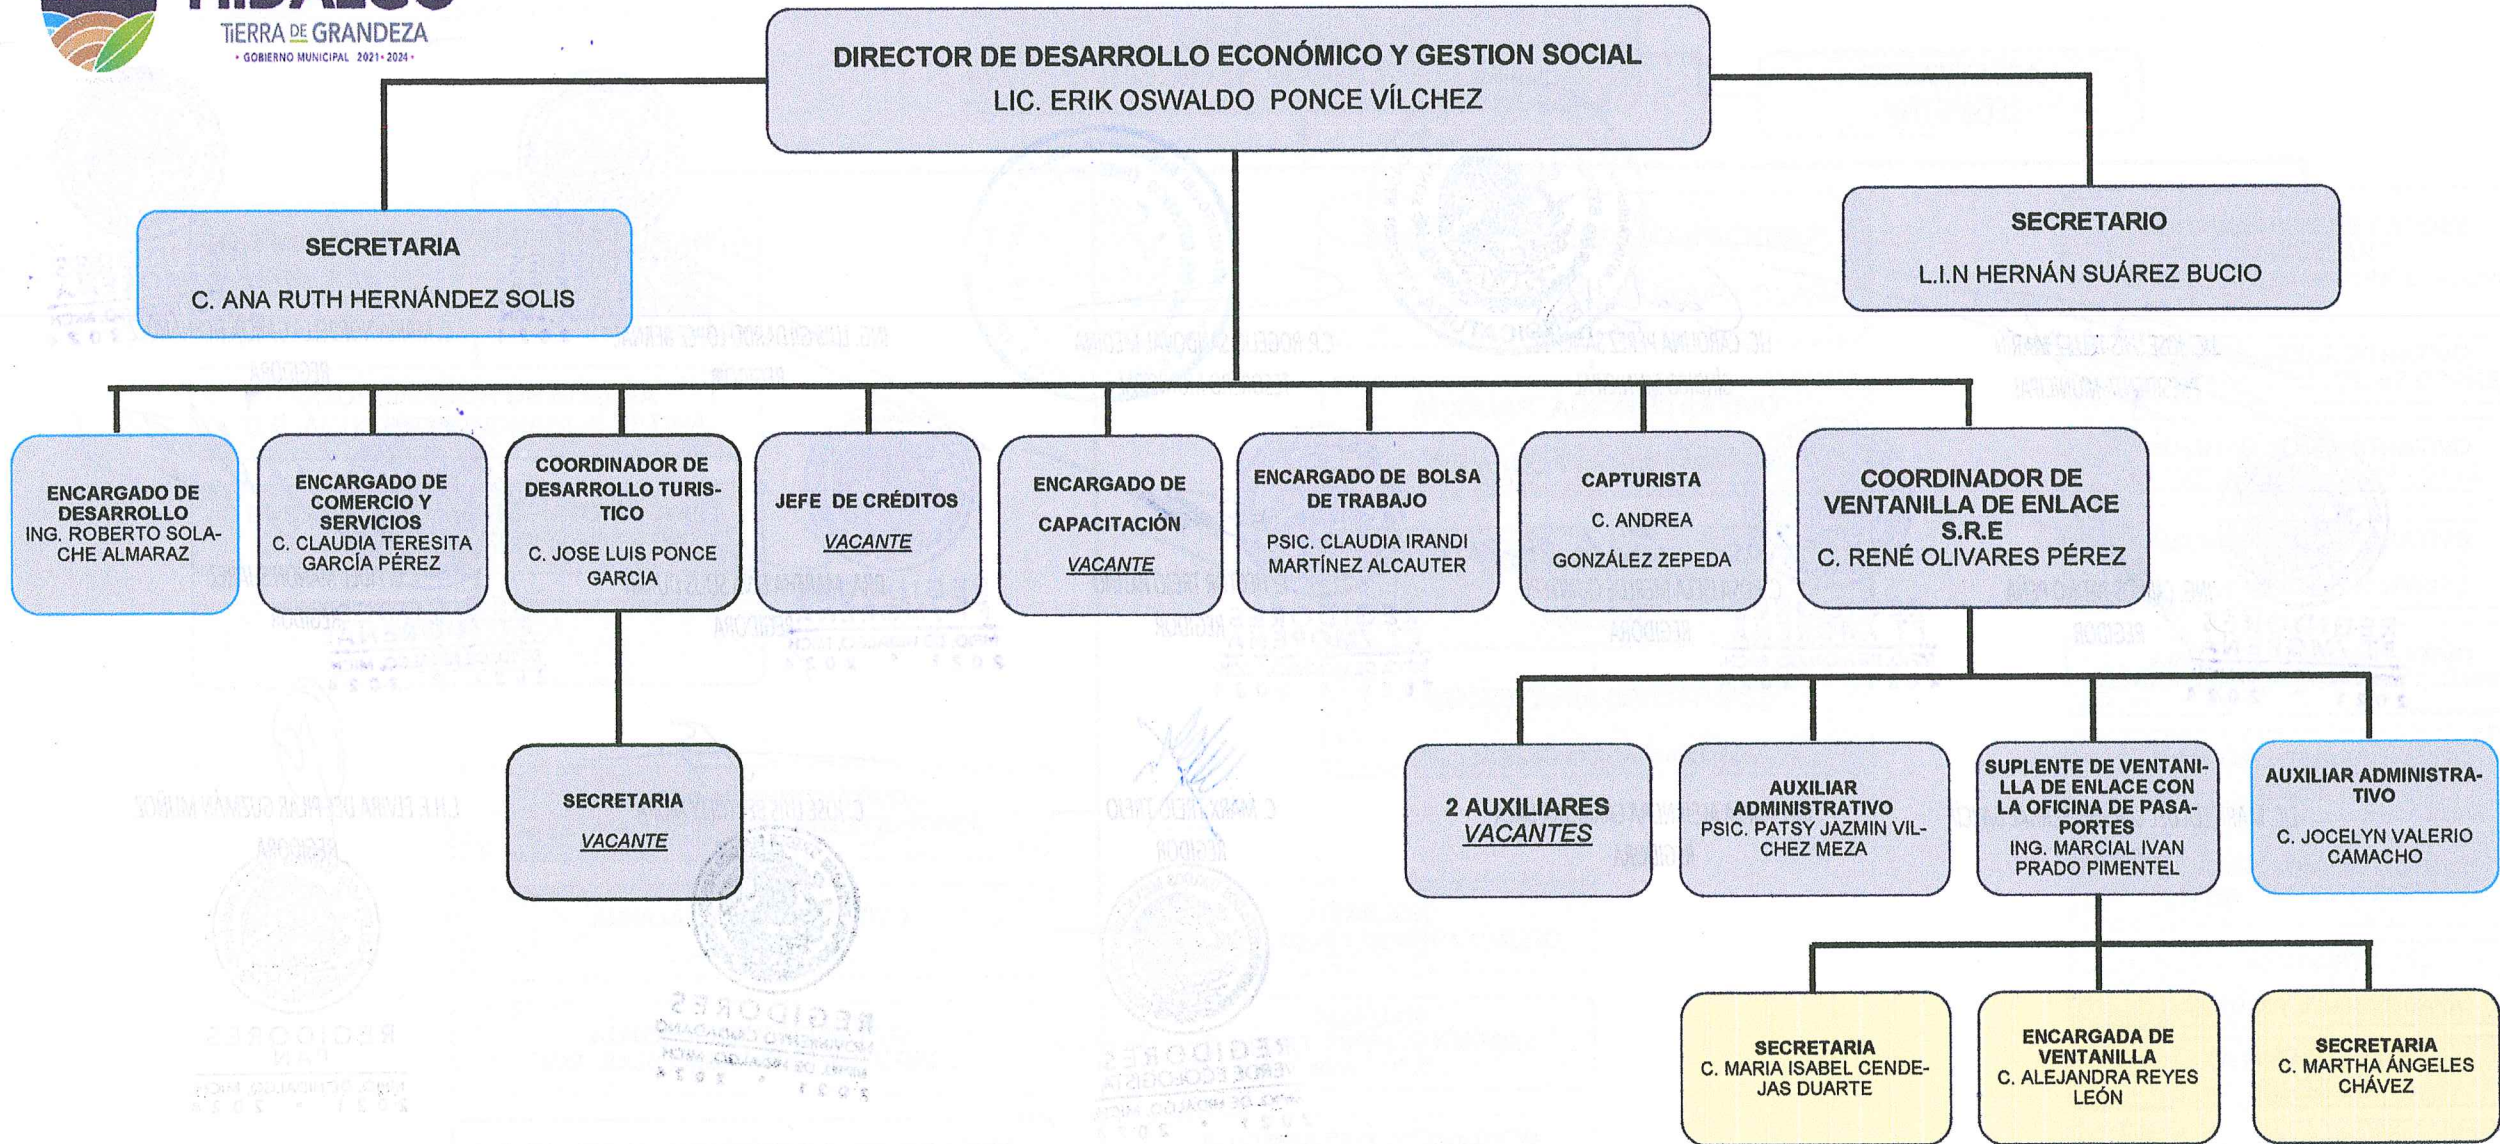 TIERRA DE GRANDEZA
• GOBIERNO MUNICIPAL 2021 • 2024 •
DIRECTOR DE DESARROLLO ECONÓMICO Y GESTION SOCIAL
LIC. ERIK OSWALDO PONCE VÍLCHEZ
SECRETARIA
C. ANA RUTH HERNÁNDEZ SOLIS
SECRETARIO
L.I.N HERNÁN SUÁREZ BUCIO
ENCARGADO DE
DESARROLLO
ING. ROBERTO SOLA-
CHE ALMARAZ
ENCARGADO DE
COMERCIO Y
SERVICIOS
C. CLAUDIA TERESITA
GARCÍA PÉREZ
COORDINADOR DE
DESARROLLO TURIS-
TICO
C. JOSE LUIS PONCE
GARCIA
JEFE DE CRÉDITOS
VACANTE
ENCARGADO DE
CAPACITACIÓN
VACANTE
ENCARGADO DE BOLSA
DE TRABAJO
PSIC. CLAUDIA IRANDI
MARTÍNEZ ALCAUTER
CAPTURISTA
C. ANDREA
GONZÁLEZ ZEPEDA
COORDINADOR DE
VENTANILLA DE ENLACE
S.R.E
C. RENÉ OLIVARES PÉREZ
SECRETARIA
VACANTE
2 AUXILIARES
VACANTES
AUXILIAR
ADMINISTRATIVO
PSIC. PATSY JAZMIN VIL-
CHEZ MEZA
SUPLENTE DE VENTANI-
LLA DE ENLACE CON
LA OFICINA DE PASA-
PORTES
ING. MARCIAL IVAN
PRADO PIMENTEL
AUXILIAR ADMINISTRA-
TIVO
C. JOCELYN VALERIO
CAMACHO
SECRETARIA
C. MARIA ISABEL CENDE-
JAS DUARTE
ENCARGADA DE
VENTANILLA
C. ALEJANDRA REYES
LEÓN
SECRETARIA
C. MARTHA ÁNGELES
CHÁVEZ